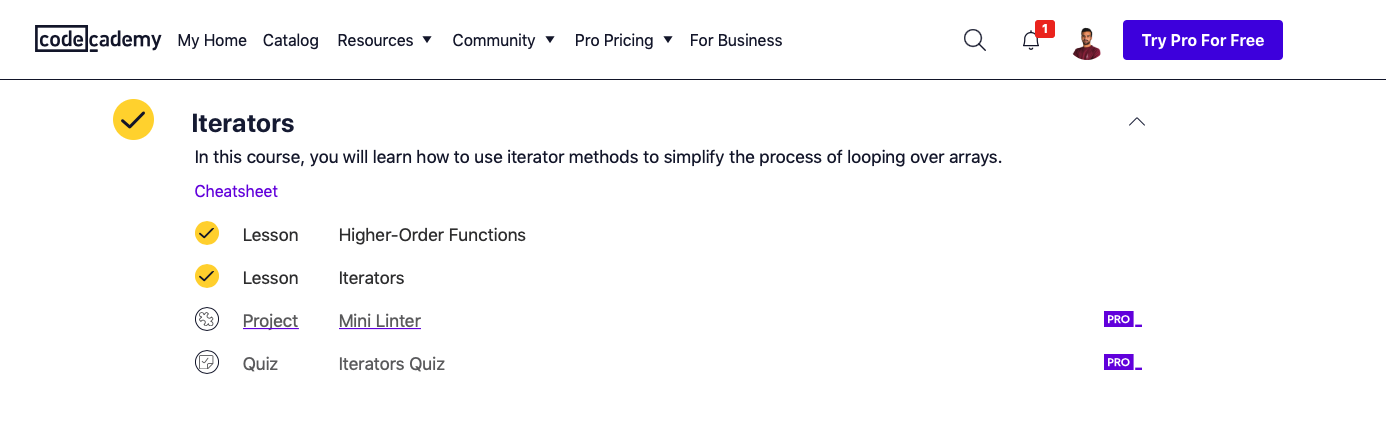 codecademy My Home Catalog Resources Community Pro Pricing For Business 1 Try Pro For Free
Iterators
In this course, you will learn how to use iterator methods to simplify the process of looping over arrays.
Cheatsheet
Lesson Higher-Order Functions
Lesson Iterators
Project Mini Linter PRO
Quiz Iterators Quiz PRO